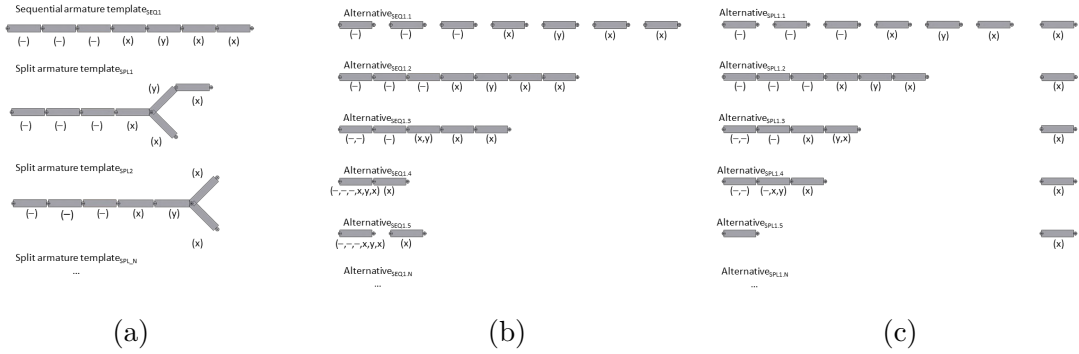 Sequential armature template_SEQ1
(−) (−) (−) (x) (y) (x) (x)
Split armature template_SPL1
(y)
(x)
(−) (−) (−) (x)
(x)
Split armature template_SPL2
(x)
(−) (−) (−) (x) (y)
(x)
Split armature template_SPL_N
...
(a)
Alternative_SEQ1.1
(−) (−) (−) (x) (y) (x) (x)
Alternative_SEQ1.2
(−) (−) (−) (x) (y) (x) (x)
Alternative_SEQ1.3
(−,−) (−) (x,y) (x) (x)
Alternative_SEQ1.4
(−,−,−,x,y,x) (x)
Alternative_SEQ1.5
(−,−,−,x,y,x) (x)
Alternative_SEQ1.N
...
(b)
Alternative_SPL1.1
(−) (−) (−) (x) (y) (x) (x)
Alternative_SPL1.2
(−) (−) (−) (x) (y) (x) (x)
Alternative_SPL1.3
(−,−) (−) (x) (y,x) (x)
Alternative_SPL1.4
(−,−) (−,x,y) (x) (x)
Alternative_SPL1.5
(x)
Alternative_SPL1.N
...
(c)